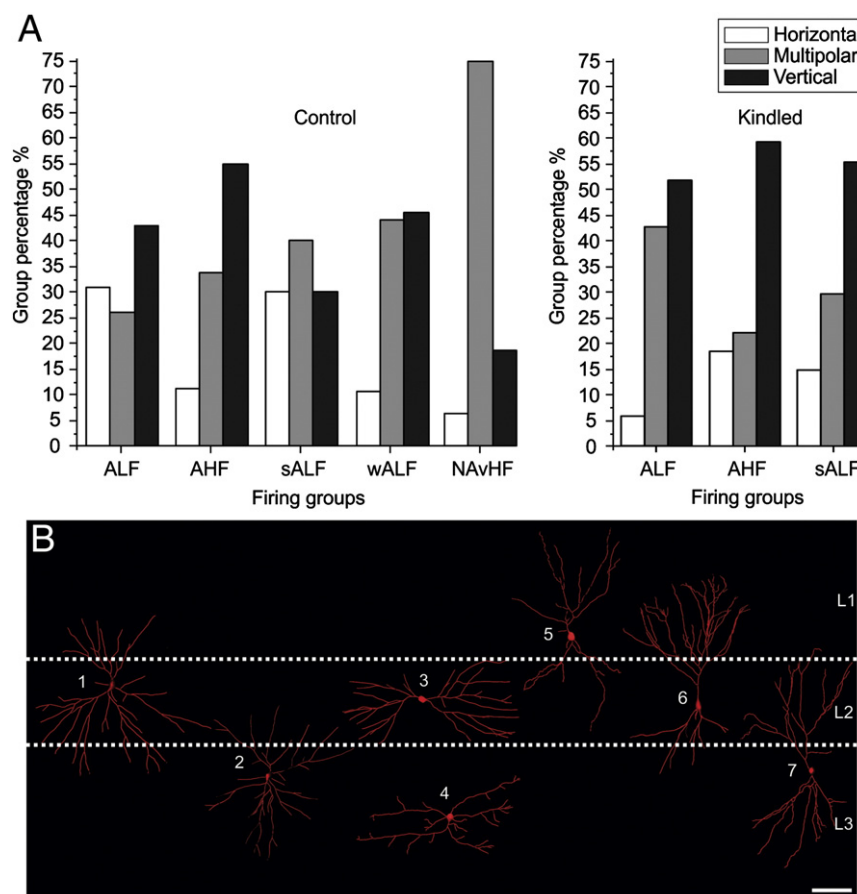 A
Horizonta
Multipolar
Vertical
Control
Kindled
Group percentage %
75
70
65
60
55
50
45
40
35
30
25
20
15
10
5
0
ALF AHF sALF wALF NAvHF
Firing groups
Group percentage %
75
70
65
60
55
50
45
40
35
30
25
20
15
10
5
0
ALF AHF sALF
Firing groups
B
L1
5
1
3
6
L2
2
7
4
L3